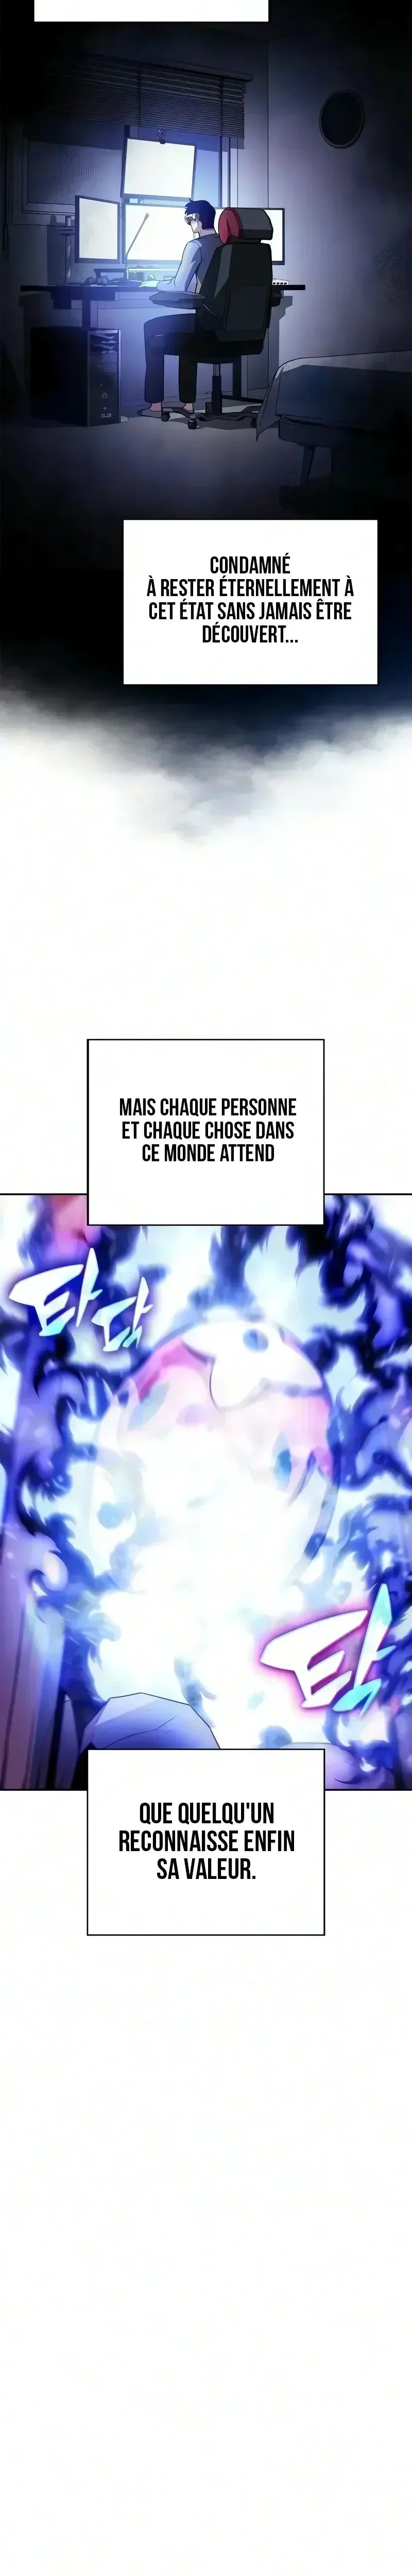 CONDAMNÉ
À RESTER ÉTERNELLEMENT À
CET ÉTAT SANS JAMAIS ÊTRE
DÉCOUVERT...
MAIS CHAQUE PERSONNE
ET CHAQUE CHOSE DANS
CE MONDE ATTEND
타
닥
탁
QUE QUELQU'UN
RECONNAISSE ENFIN
SA VALEUR.